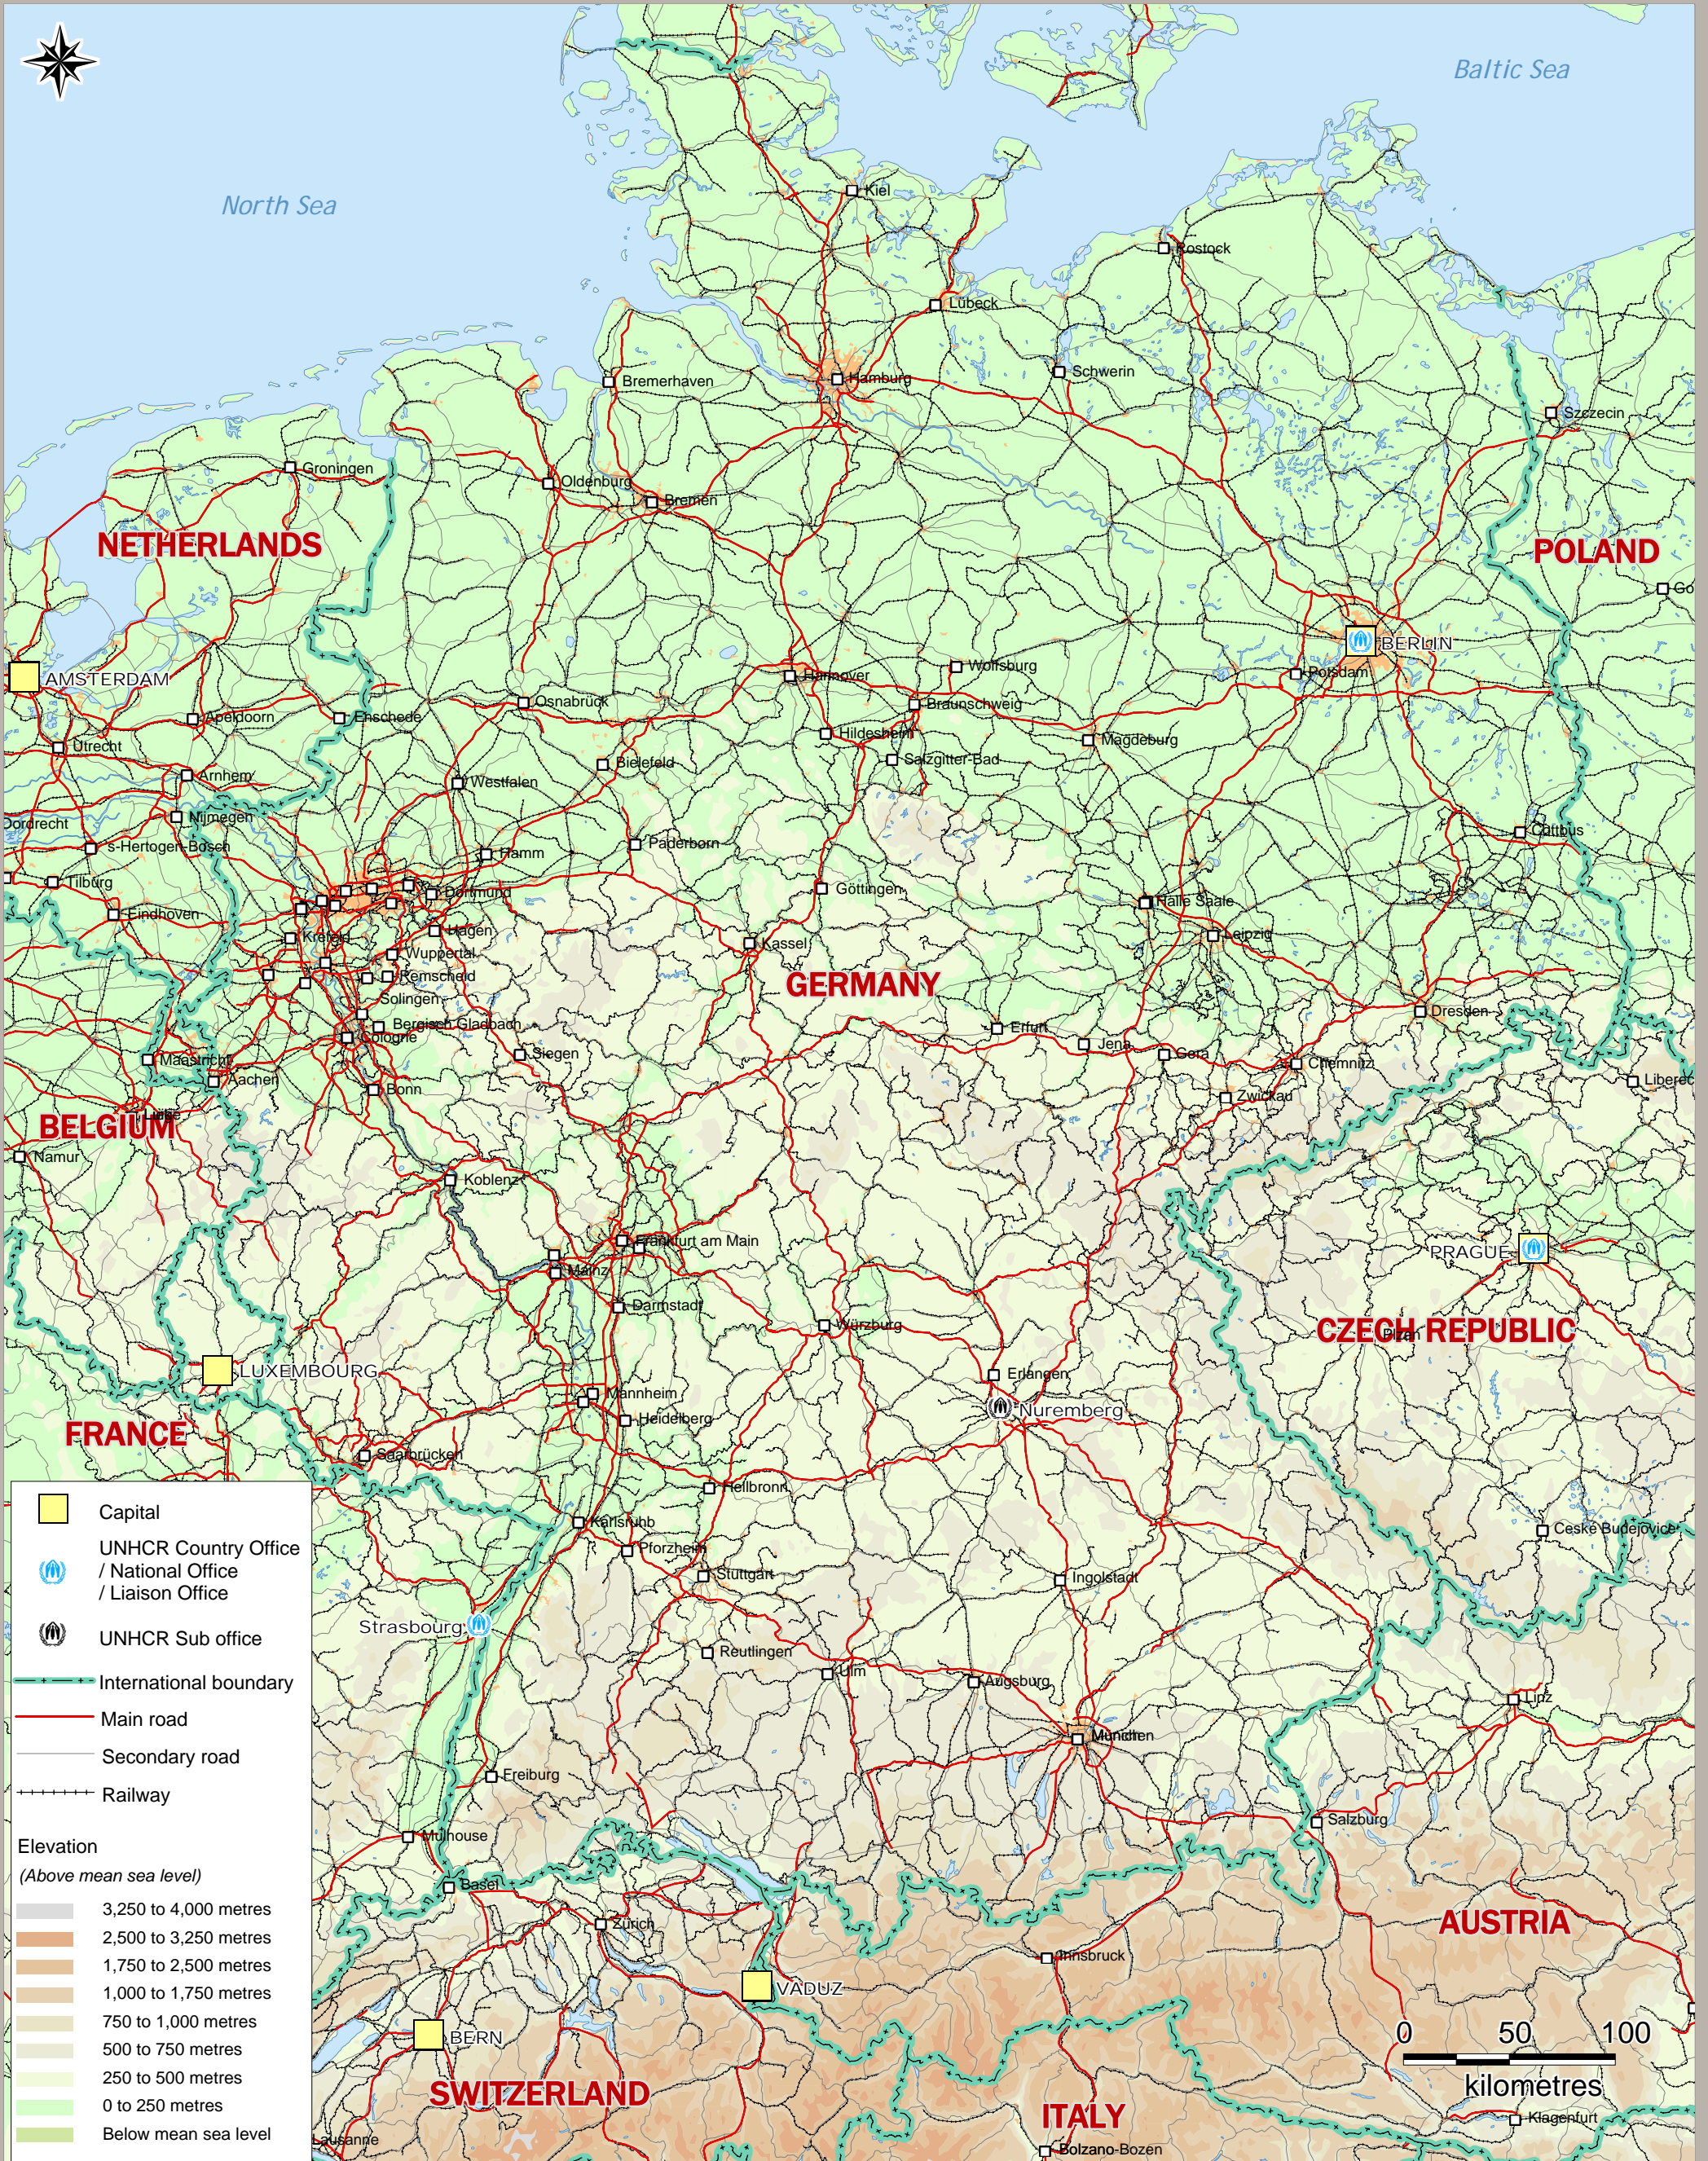 Baltic Sea
North Sea
Kiel
Rostock
Lübeck
Bremerhaven
Hamburg
Schwerin
Szczecin
Groningen
Oldenburg
Bremen
NETHERLANDS
POLAND
Go
BERLIN
AMSTERDAM
Wolfsburg
Hannover
Potsdam
Osnabrück
Braunschweig
Apeldoorn
Enschede
Utrecht
Hildesheim
Magdeburg
Salzgitter-Bad
Arnhem
Bielefeld
Westfalen
Nijmegen
Dordrecht
Cottbus
's-Hertogen-Bosch
Paderborn
Hamm
Tilburg
Dortmund
Göttingen
Halle Saale
Eindhoven
Hagen
Krefeld
Kassel
Leipzig
Wuppertal
Remscheid
GERMANY
Solingen
Dresden
Bergisch Gladbach
Cologne
Erfurt
Jena
Gera
Chemnitz
Maastricht
Siegen
Aachen
Liberec
Bonn
Zwickau
BELGIUM
Namur
Koblenz
Frankfurt am Main
PRAGUE
Mainz
Darmstadt
Würzburg
CZECH REPUBLIC
Plzan
LUXEMBOURG
Erlangen
Mannheim
Nuremberg
Heidelberg
FRANCE
Saarbrücken
Heilbronn
Karlsruhb
Ceske Budejovice
Pforzheim
Stuttgart
Ingolstadt
Strasbourg
Reutlingen
Ulm
Augsburg
Linz
München
Freiburg
Mulhouse
Salzburg
Basel
Zürich
AUSTRIA
Innsbruck
VADUZ
BERN
SWITZERLAND
ITALY
Lausanne
Klagenfurt
Bolzano-Bozen
Capital
UNHCR Country Office
/ National Office
/ Liaison Office
UNHCR Sub office
International boundary
Main road
Secondary road
Railway
Elevation
(Above mean sea level)
3,250 to 4,000 metres
2,500 to 3,250 metres
1,750 to 2,500 metres
1,000 to 1,750 metres
750 to 1,000 metres
500 to 750 metres
250 to 500 metres
0 to 250 metres
Below mean sea level
0 50 100
kilometres